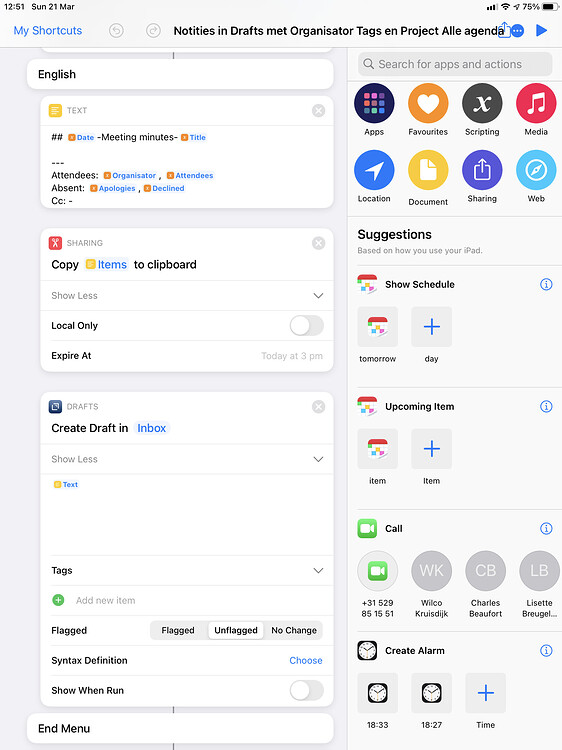 12:51 Sun 21 Mar 75%
My Shortcuts
Notities in Drafts met Organisator Tags en Project Alle agenda
English
TEXT
## Date -Meeting minutes- Title
---
Attendees: Organisator , Attendees
Absent: Apologies , Declined
Cc: -
SHARING
Copy Items to clipboard
Show Less
Local Only
Expire At Today at 3 pm
DRAFTS
Create Draft in Inbox
Show Less
Text
Tags
Add new item
Flagged Flagged Unflagged No Change
Syntax Definition Choose
Show When Run
End Menu
Search for apps and actions
Apps Favourites Scripting Media
Location Document Sharing Web
Suggestions
Based on how you use your iPad.
Show Schedule
tomorrow day
Upcoming Item
item Item
Call
WK CB LB
+31 529 Wilco Charles Lisette
85 15 51 Kruisdijk Beaufort Breugel...
Create Alarm
18:33 18:27 Time